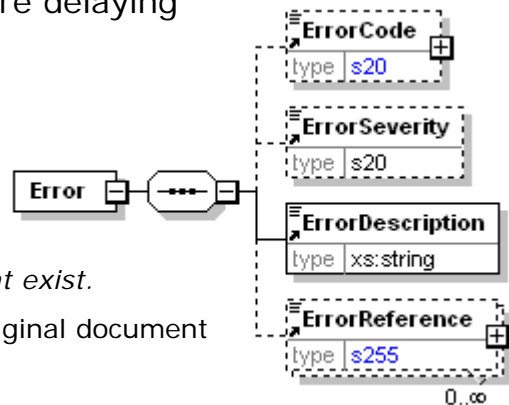 re delaying
ErrorCode
type s20
ErrorSeverity
type s20
Error
ErrorDescription
type xs:string
t exist.
ErrorReference
ginal document
type s255
0..∞